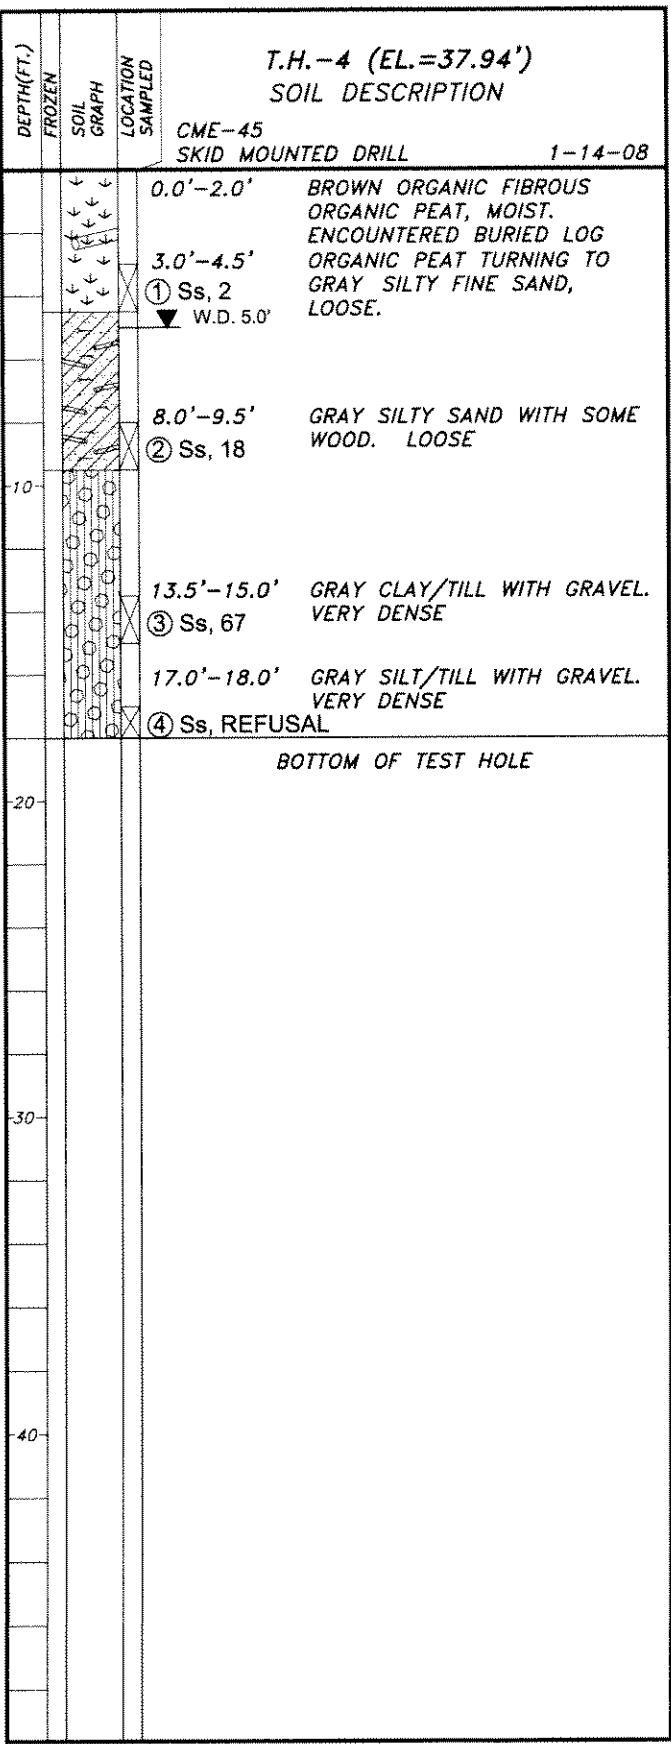 DEPTH(FT.)
FROZEN
SOIL
GRAPH
LOCATION
SAMPLED
T.H.-4 (EL.=37.94')
SOIL DESCRIPTION
CME-45
SKID MOUNTED DRILL 1-14-08
0.0'-2.0' BROWN ORGANIC FIBROUS
ORGANIC PEAT, MOIST.
ENCOUNTERED BURIED LOG
3.0'-4.5' ORGANIC PEAT TURNING TO
① Ss, 2 GRAY SILTY FINE SAND,
LOOSE.
W.D. 5.0'
8.0'-9.5' GRAY SILTY SAND WITH SOME
② Ss, 18 WOOD. LOOSE
10
13.5'-15.0' GRAY CLAY/TILL WITH GRAVEL.
③ Ss, 67 VERY DENSE
17.0'-18.0' GRAY SILT/TILL WITH GRAVEL.
VERY DENSE
④ Ss, REFUSAL
BOTTOM OF TEST HOLE
20
30
40